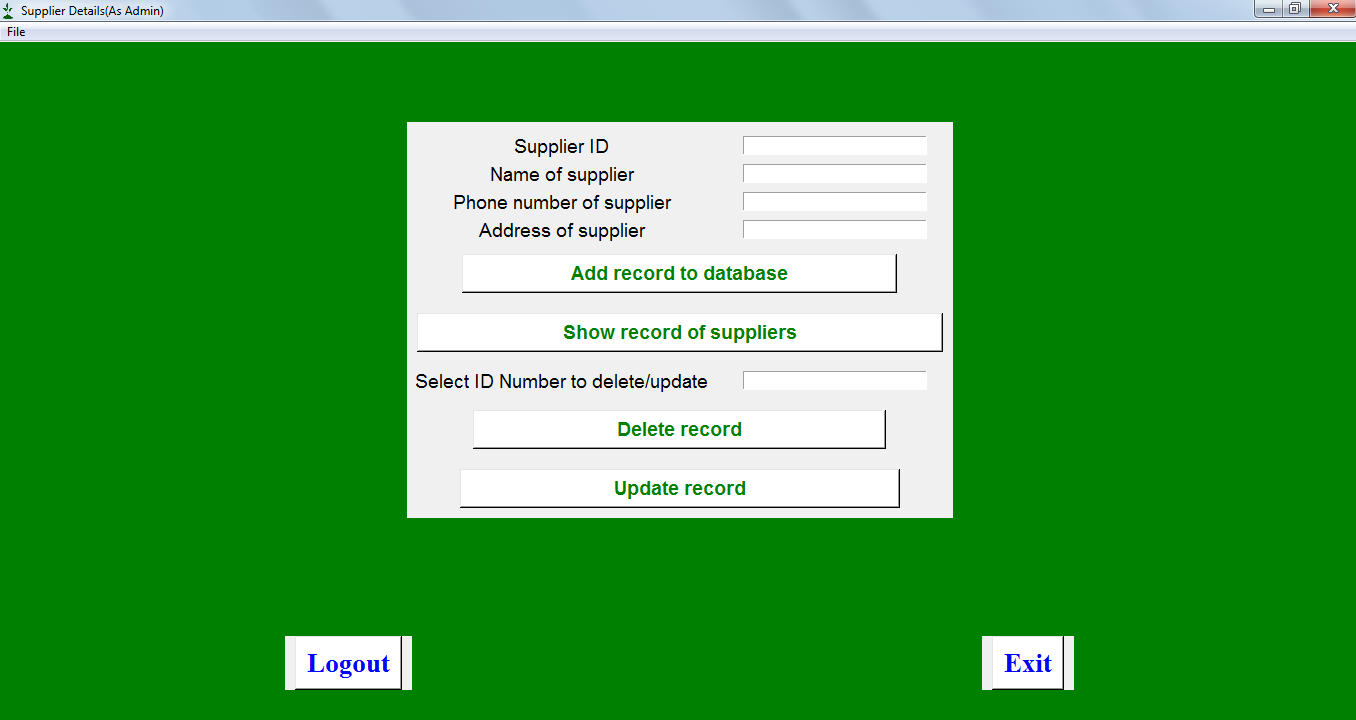 Supplier Details(As Admin)
File
Supplier ID
Name of supplier
Phone number of supplier
Address of supplier
Add record to database
Show record of suppliers
Select ID Number to delete/update
Delete record
Update record
Logout
Exit